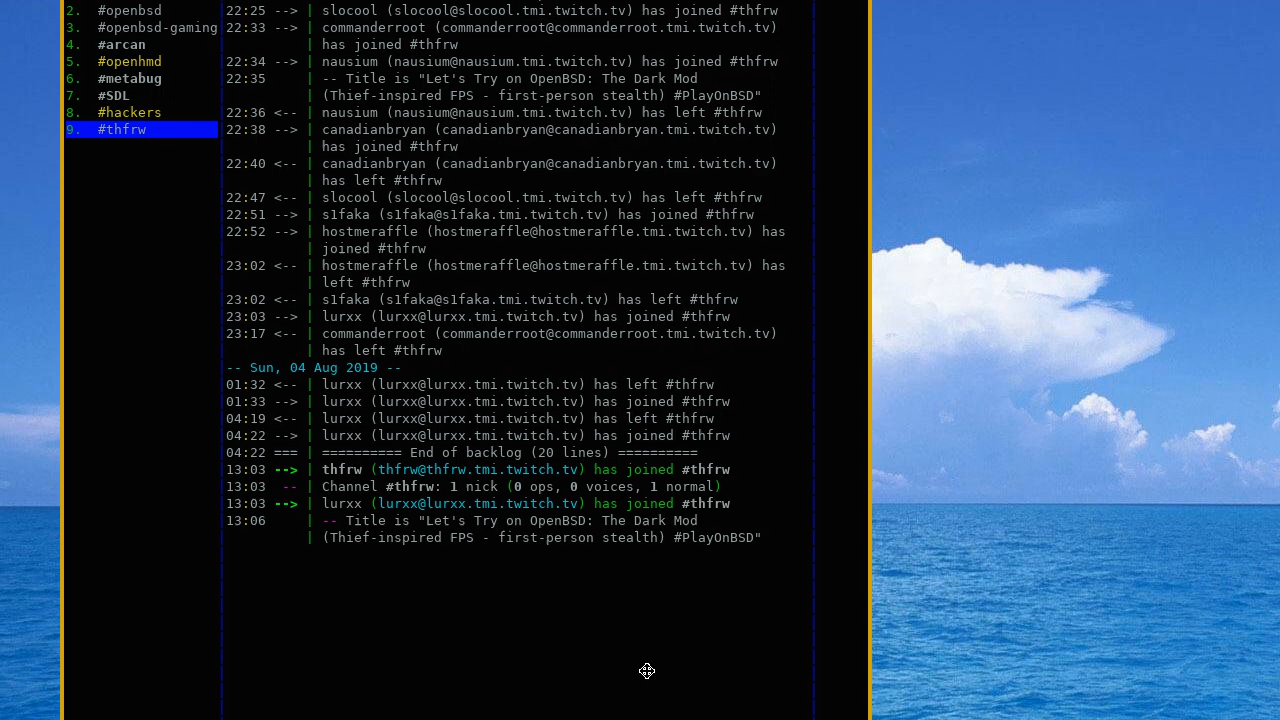 2. #openbsd
3. #openbsd-gaming
4. #arcan
5. #openhmd
6. #metabug
7. #SDL
8. #hackers
9. #thfrw
22:25 --> | slocool (slocool@slocool.tmi.twitch.tv) has joined #thfrw
22:33 --> | commanderroot (commanderroot@commanderroot.tmi.twitch.tv)
| has joined #thfrw
22:34 --> | nausium (nausium@nausium.tmi.twitch.tv) has joined #thfrw
22:35 | -- Title is "Let's Try on OpenBSD: The Dark Mod
| (Thief-inspired FPS - first-person stealth) #PlayOnBSD"
22:36 <-- | nausium (nausium@nausium.tmi.twitch.tv) has left #thfrw
22:38 --> | canadianbryan (canadianbryan@canadianbryan.tmi.twitch.tv)
| has joined #thfrw
22:40 <-- | canadianbryan (canadianbryan@canadianbryan.tmi.twitch.tv)
| has left #thfrw
22:47 <-- | slocool (slocool@slocool.tmi.twitch.tv) has left #thfrw
22:51 --> | s1faka (s1faka@s1faka.tmi.twitch.tv) has joined #thfrw
22:52 --> | hostmeraffle (hostmeraffle@hostmeraffle.tmi.twitch.tv) has
| joined #thfrw
23:02 <-- | hostmeraffle (hostmeraffle@hostmeraffle.tmi.twitch.tv) has
| left #thfrw
23:02 <-- | s1faka (s1faka@s1faka.tmi.twitch.tv) has left #thfrw
23:03 --> | lurxx (lurxx@lurxx.tmi.twitch.tv) has joined #thfrw
23:17 <-- | commanderroot (commanderroot@commanderroot.tmi.twitch.tv)
| has left #thfrw
-- Sun, 04 Aug 2019 --
01:32 <-- | lurxx (lurxx@lurxx.tmi.twitch.tv) has left #thfrw
01:33 --> | lurxx (lurxx@lurxx.tmi.twitch.tv) has joined #thfrw
04:19 <-- | lurxx (lurxx@lurxx.tmi.twitch.tv) has left #thfrw
04:22 --> | lurxx (lurxx@lurxx.tmi.twitch.tv) has joined #thfrw
04:22 === | ========== End of backlog (20 lines) ==========
13:03 --> | thfrw (thfrw@thfrw.tmi.twitch.tv) has joined #thfrw
13:03 -- | Channel #thfrw: 1 nick (0 ops, 0 voices, 1 normal)
13:03 --> | lurxx (lurxx@lurxx.tmi.twitch.tv) has joined #thfrw
13:06 | -- Title is "Let's Try on OpenBSD: The Dark Mod
| (Thief-inspired FPS - first-person stealth) #PlayOnBSD"